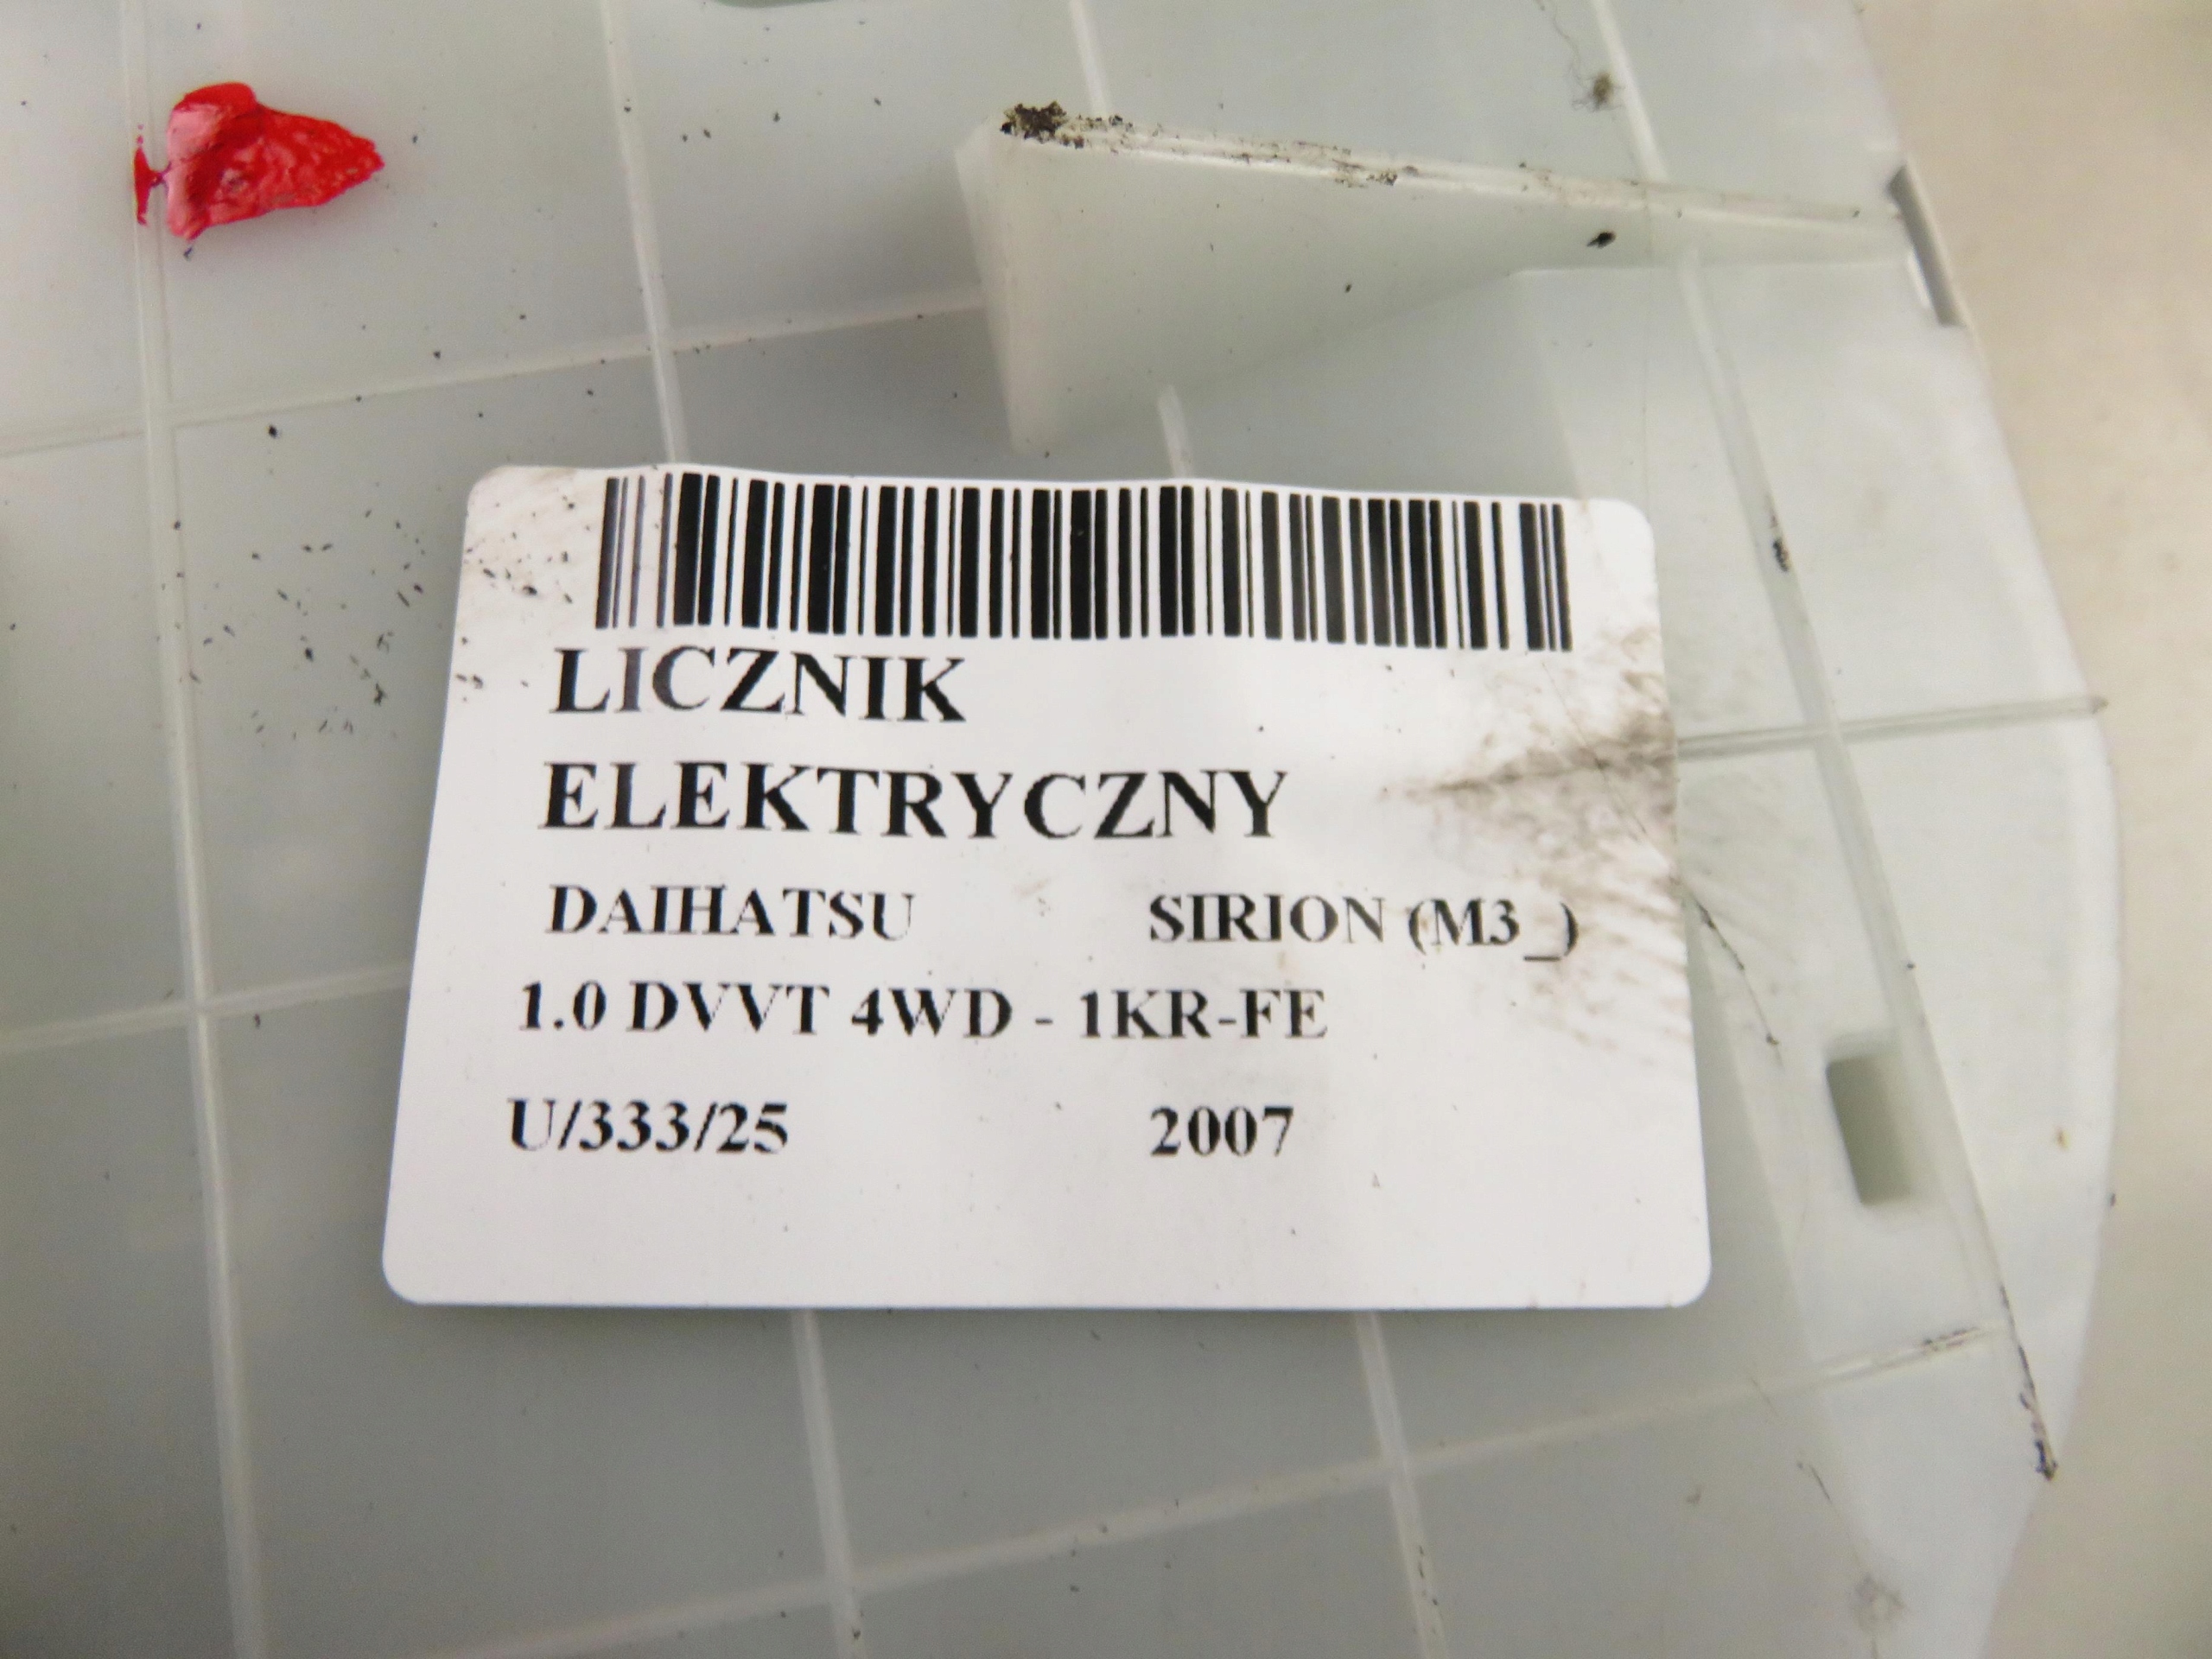 LICZNIK
ELEKTRYCZNY
DAIHATSU SIRION (M3_)
1.0 DVVT 4WD - 1KR-FE
U/333/25 2007